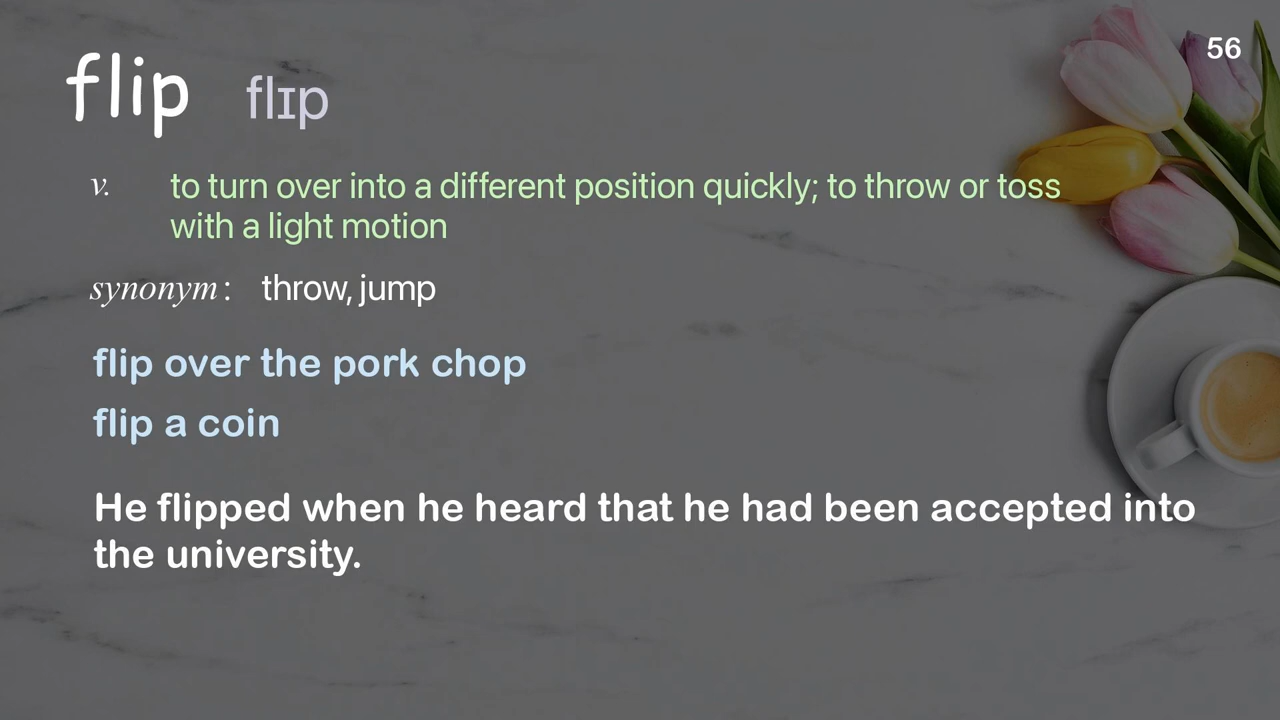 56
flip flɪp
v. to turn over into a different position quickly; to throw or toss
with a light motion
synonym: throw, jump
flip over the pork chop
flip a coin
He flipped when he heard that he had been accepted into
the university.